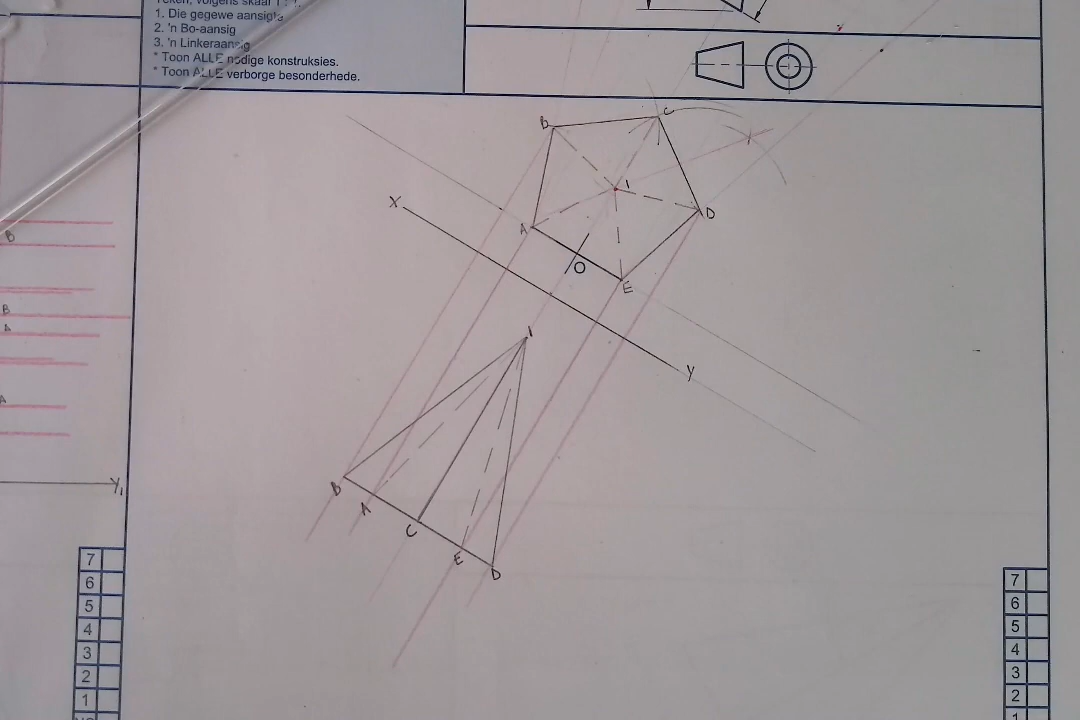 1. Die gegewe
2. 'n Bo-aansig
3. 'n Linkeraansig
* Toon ALLE nodige konstruksies.
* Toon ALLE verborge besonderhede.
B
C
1
X
A
D
O
E
B
B
A
1
Y
A
B
A
C
E
D
Y1
7
6
5
4
3
2
1
7
6
5
4
3
2